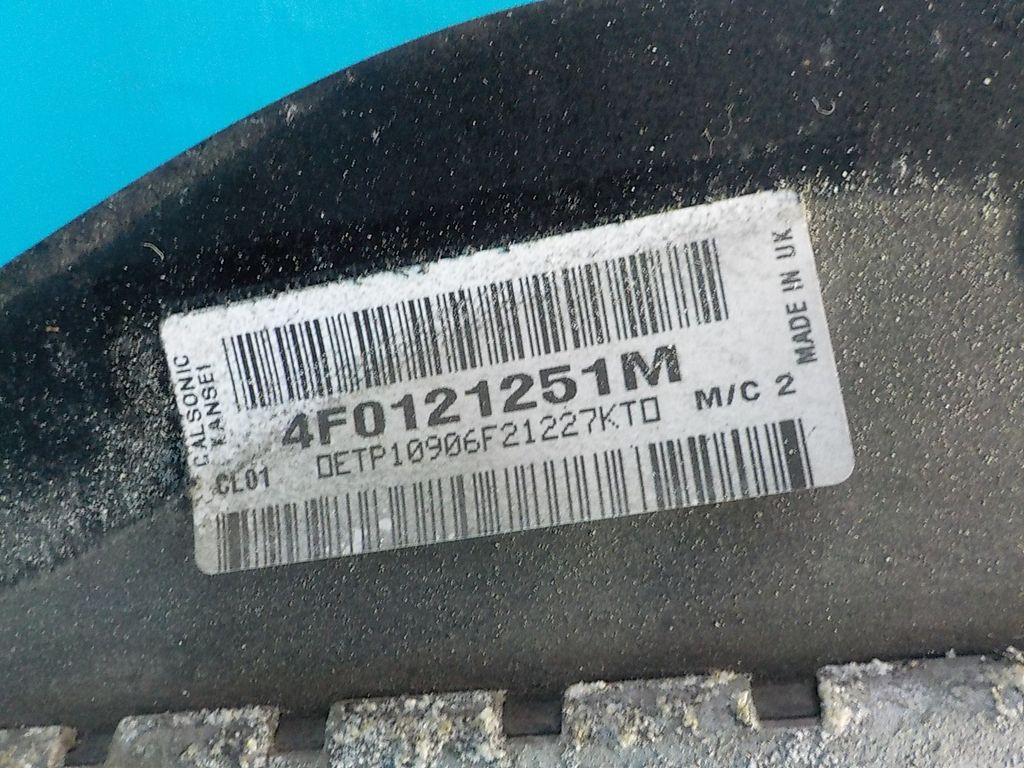 CALSONIC
KANSEI
4F0121251M
CL01
DETP10906F21227KTD
M/C 2
MADE IN UK